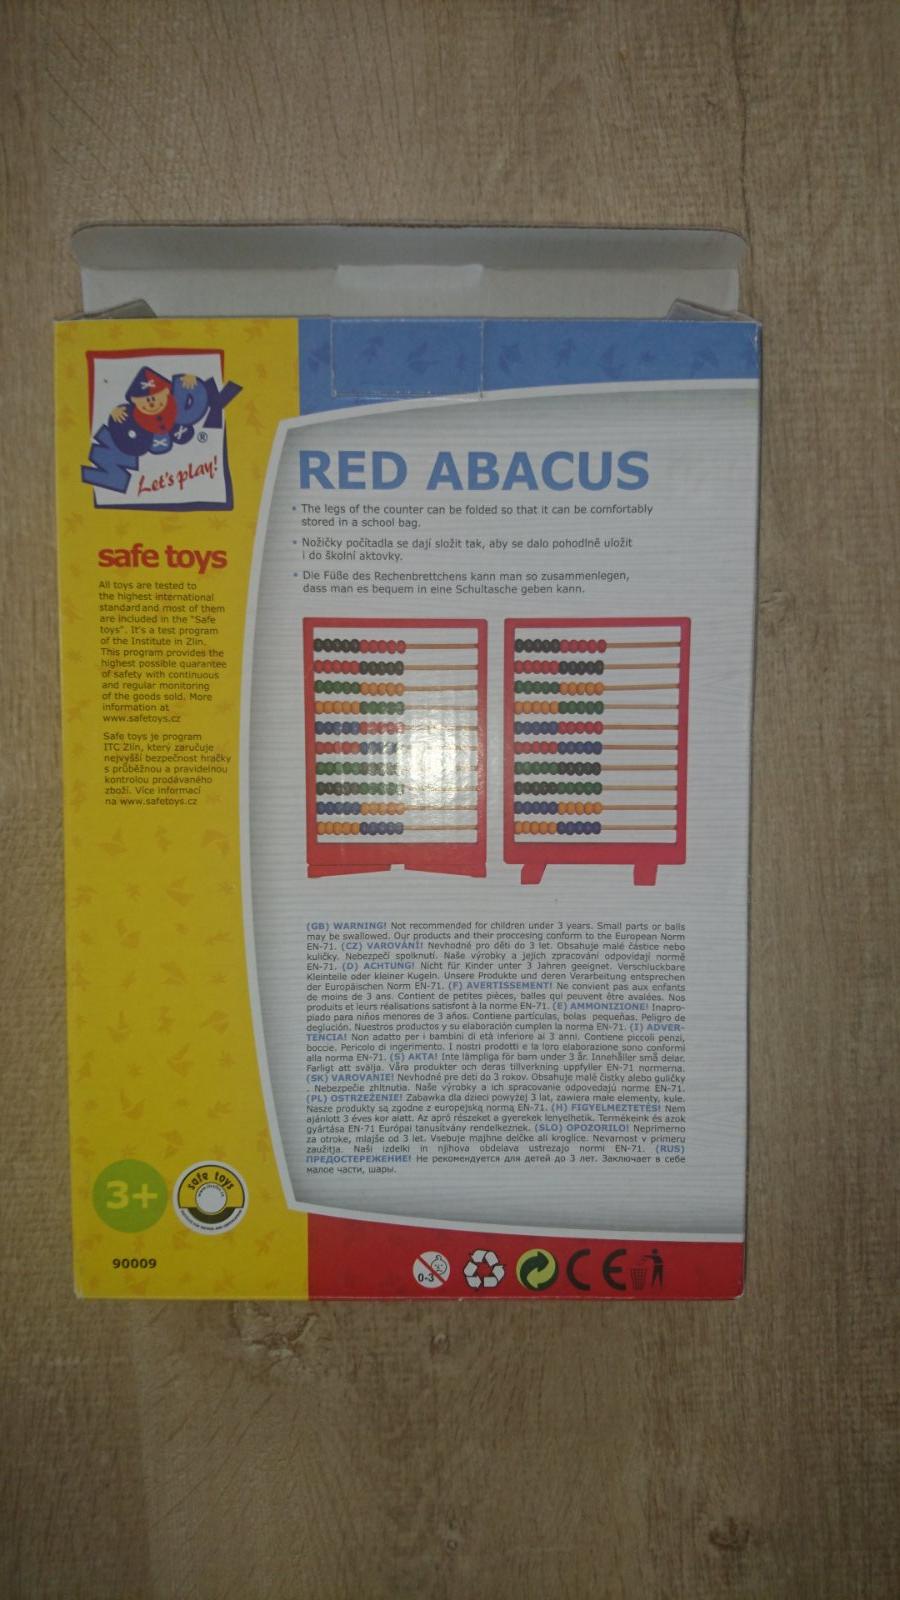 WOODY®
Let's play!
RED ABACUS
• The legs of the counter can be folded so that it can be comfortably
stored in a school bag.
• Nožičky počítadla se dají složit tak, aby se dalo pohodlně uložit
i do školní aktovky.
• Die Füße des Rechenbrettchens kann man so zusammenlegen,
dass man es bequem in eine Schultasche geben kann.
safe toys
All toys are tested to
the highest international
standard and most of them
are included in the "Safe
toys". It's a test program
of the Institute in Zlín.
This program provides the
highest possible quarantee
of safety with continuous
and regular monitoring
of the goods sold. More
information at
www.safetoys.cz
Safe toys je program
ITC Zlín, který zaručuje
nejvyšší bezpečnost hračky
s průběžnou a pravidelnou
kontrolou prodávaného
zboží. Více informací
na www.safetoys.cz
(GB) WARNING! Not recommended for children under 3 years. Small parts or balls
may be swallowed. Our products and their proccesing conform to the European Norm
EN-71. (CZ) VAROVÁNÍ! Nevhodné pro děti do 3 let. Obsahuje malé částice nebo
kuličky. Nebezpečí spolknutí. Naše výrobky a jejich zpracování odpovídají normě
EN-71. (D) ACHTUNG! Nicht für Kinder unter 3 Jahren geeignet. Verschluckbare
Kleinteile oder kleiner Kugeln. Unsere Produkte und deren Verarbeitung entsprechen
der Europäischen Norm EN-71. (F) AVERTISSEMENT! Ne convient pas aux enfants
de moins de 3 ans. Contient de petites pièces, balles qui peuvent être avalées. Nos
produits et leurs réalisations satisfont à la norme EN-71. (E) AMMONIZIONE! Inapro-
piado para niños menores de 3 años. Contiene partículas, bolas pequeñas. Peligro de
deglución. Nuestros productos y su elaboración cumplen la norma EN-71. (I) ADVER-
TENCIA! Non adatto per i bambini di età inferiore ai 3 anni. Contiene piccoli penzi,
boccie. Pericolo di ingerimento. I nostri prodotti e la loro elaborazione sono conformi
alla norma EN-71. (S) AKTA! Inte lämpliga för barn under 3 år. Innehåller små delar.
Farligt att svälja. Våra produkter och deras tillverkning uppfyller EN-71 normerna.
(SK) VAROVANIE! Nevhodné pre deti do 3 rokov. Obsahuje malé čistky alebo guličky
. Nebezpečie zhltnutia. Naše výrobky a ich spracovanie odpovedajú norme EN-71.
(PL) OSTRZEŻENIE! Zabawka dla dzieci powyżej 3 lat, zawiera małe elementy, kule.
Nasze produkty są zgodne z europejską normą EN-71. (H) FIGYELMEZTETÉS! Nem
ajánlott 3 éves kor alatt. Az apró részeket a gyerekek lenyelhetik. Termékeink és azok
gyártása EN-71 Európai tanusítvány rendelkeznek. (SLO) OPOZORILO! Neprimerno
za otroke, mlajše od 3 let. Vsebuje majhne delčke ali kroglice. Nevarnost v primeru
zaužitja. Naši izdelki in njihova obdelava ustrezajo normi EN-71. (RUS)
ПРЕДОСТЕРЕЖЕНИЕ! Не рекомендуется для детей до 3 лет. Заключает в себе
малое части, шары.
3+
safe toys
90009
0-3
CE